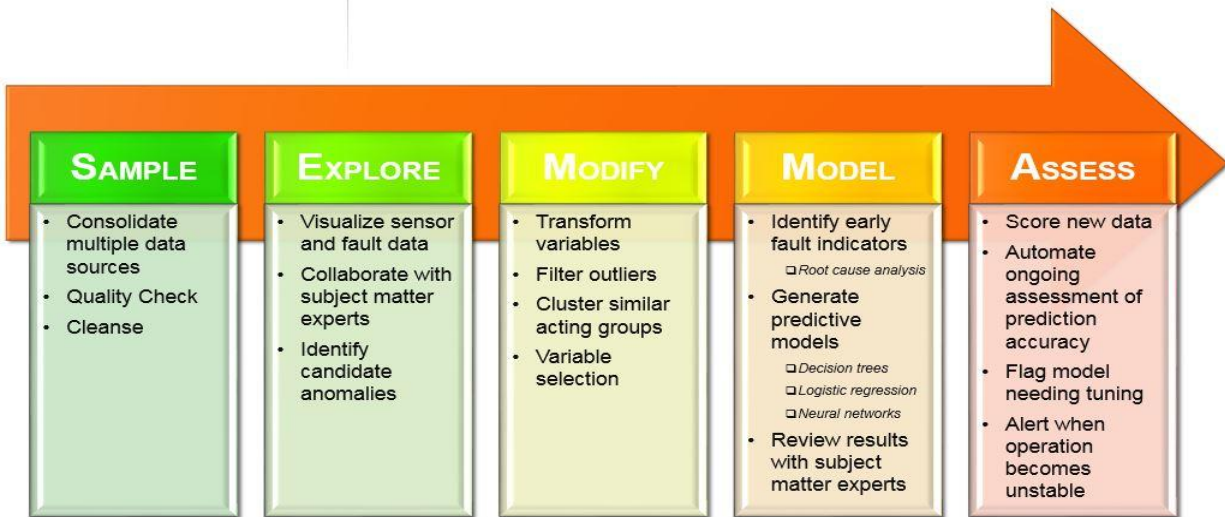 SAMPLE
• Consolidate
multiple data
sources
• Quality Check
• Cleanse
EXPLORE
• Visualize sensor
and fault data
• Collaborate with
subject matter
experts
• Identify
candidate
anomalies
MODIFY
• Transform
variables
• Filter outliers
• Cluster similar
acting groups
• Variable
selection
MODEL
• Identify early
fault indicators
❑Root cause analysis
• Generate
predictive
models
❑Decision trees
❑Logistic regression
❑Neural networks
• Review results
with subject
matter experts
ASSESS
• Score new data
• Automate
ongoing
assessment of
prediction
accuracy
• Flag model
needing tuning
• Alert when
operation
becomes
unstable